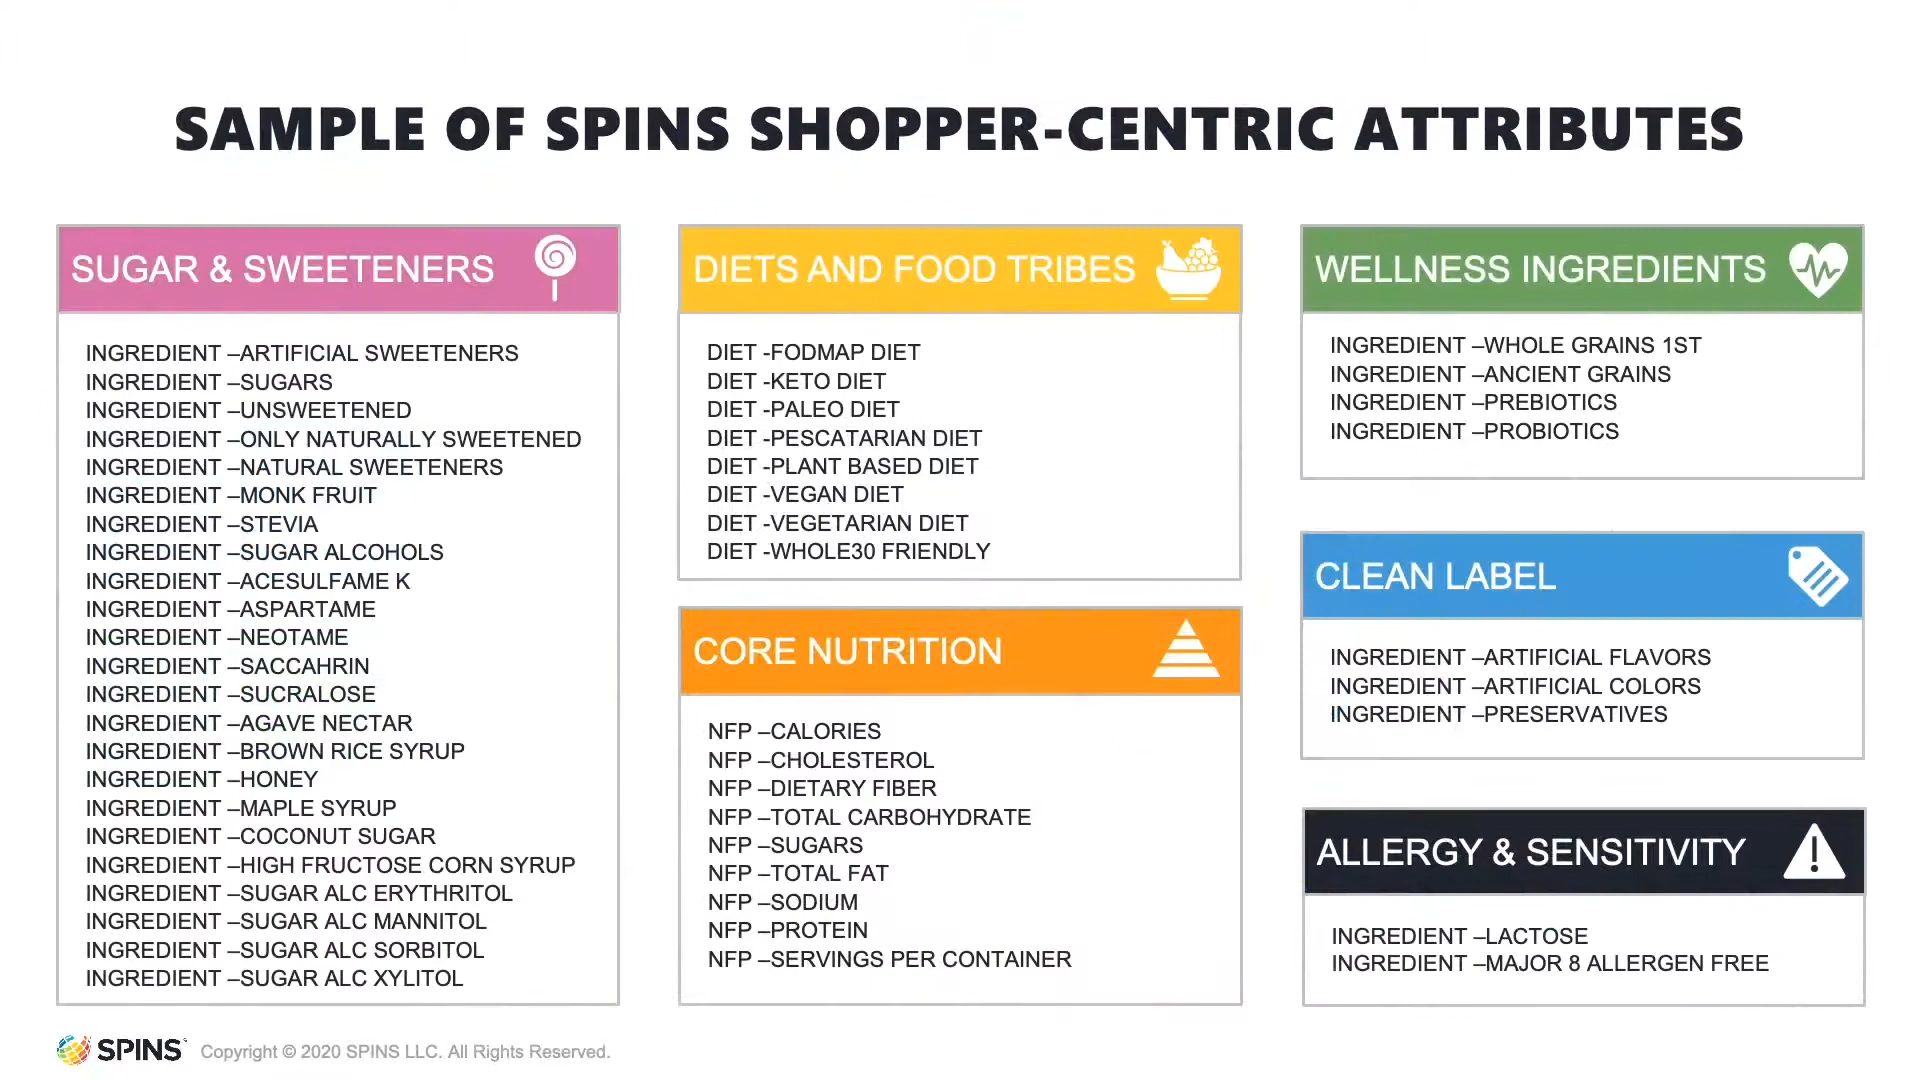 SAMPLE OF SPINS SHOPPER-CENTRIC ATTRIBUTES
SUGAR & SWEETENERS
INGREDIENT –ARTIFICIAL SWEETENERS
INGREDIENT –SUGARS
INGREDIENT –UNSWEETENED
INGREDIENT –ONLY NATURALLY SWEETENED
INGREDIENT –NATURAL SWEETENERS
INGREDIENT –MONK FRUIT
INGREDIENT –STEVIA
INGREDIENT –SUGAR ALCOHOLS
INGREDIENT –ACESULFAME K
INGREDIENT –ASPARTAME
INGREDIENT –NEOTAME
INGREDIENT –SACCAHRIN
INGREDIENT –SUCRALOSE
INGREDIENT –AGAVE NECTAR
INGREDIENT –BROWN RICE SYRUP
INGREDIENT –HONEY
INGREDIENT –MAPLE SYRUP
INGREDIENT –COCONUT SUGAR
INGREDIENT –HIGH FRUCTOSE CORN SYRUP
INGREDIENT –SUGAR ALC ERYTHRITOL
INGREDIENT –SUGAR ALC MANNITOL
INGREDIENT –SUGAR ALC SORBITOL
INGREDIENT –SUGAR ALC XYLITOL
DIETS AND FOOD TRIBES
DIET -FODMAP DIET
DIET -KETO DIET
DIET -PALEO DIET
DIET -PESCATARIAN DIET
DIET -PLANT BASED DIET
DIET -VEGAN DIET
DIET -VEGETARIAN DIET
DIET -WHOLE30 FRIENDLY
CORE NUTRITION
NFP –CALORIES
NFP –CHOLESTEROL
NFP –DIETARY FIBER
NFP –TOTAL CARBOHYDRATE
NFP –SUGARS
NFP –TOTAL FAT
NFP –SODIUM
NFP –PROTEIN
NFP –SERVINGS PER CONTAINER
WELLNESS INGREDIENTS
INGREDIENT –WHOLE GRAINS 1ST
INGREDIENT –ANCIENT GRAINS
INGREDIENT –PREBIOTICS
INGREDIENT –PROBIOTICS
CLEAN LABEL
INGREDIENT –ARTIFICIAL FLAVORS
INGREDIENT –ARTIFICIAL COLORS
INGREDIENT –PRESERVATIVES
ALLERGY & SENSITIVITY
INGREDIENT –LACTOSE
INGREDIENT –MAJOR 8 ALLERGEN FREE
SPINS Copyright © 2020 SPINS LLC. All Rights Reserved.